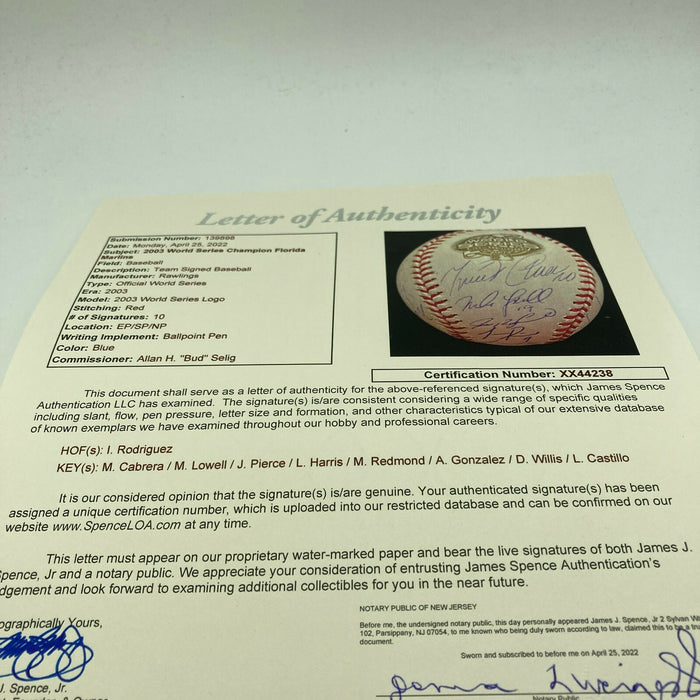 Letter of Authenticity
Submission Number: 139898
Date: Monday, April 25, 2022
Subject: 2003 World Series Champion Florida
Marlins
Field: Baseball
Description: Team Signed Baseball
Manufacturer: Rawlings
Type: Official World Series
Era: 2003
Model: 2003 World Series Logo
Stitching: Red
# of Signatures: 10
Location: EP/SP/NP
Writing Implement: Ballpoint Pen
Color: Blue
Commissioner: Allan H. "Bud" Selig
Certification Number: XX44238
This document shall serve as a letter of authenticity for the above-referenced signature(s), which James Spence
Authentication LLC has examined. The signature(s) is/are consistent considering a wide range of specific qualities
including slant, flow, pen pressure, letter size and formation, and other characteristics typical of our extensive database
of known exemplars we have examined throughout our hobby and professional careers.
HOF(s): I. Rodriguez
KEY(s): M. Cabrera / M. Lowell / J. Pierce / L. Harris / M. Redmond / A. Gonzalez / D. Willis / L. Castillo
It is our considered opinion that the signature(s) is/are genuine. Your authenticated signature(s) has been
assigned a unique certification number, which is uploaded into our restricted database and can be confirmed on our
website www.SpenceLOA.com at any time.
This letter must appear on our proprietary water-marked paper and bear the live signatures of both James J.
Spence, Jr and a notary public. We appreciate your consideration of entrusting James Spence Authentication's
dgement and look forward to examining additional collectibles for you in the near future.
ographically Yours,
J. Spence, Jr.
NOTARY PUBLIC OF NEW JERSEY
Before me, the undersigned notary public, this day personally appeared James J. Spence, Jr 2 Sylvan Wa
102, Parsippany, NJ 07054, to me known who being duly sworn according to law, claimed this to be a tru
document.
Sworn and subscribed to before me on April 25, 2022
Notary Public